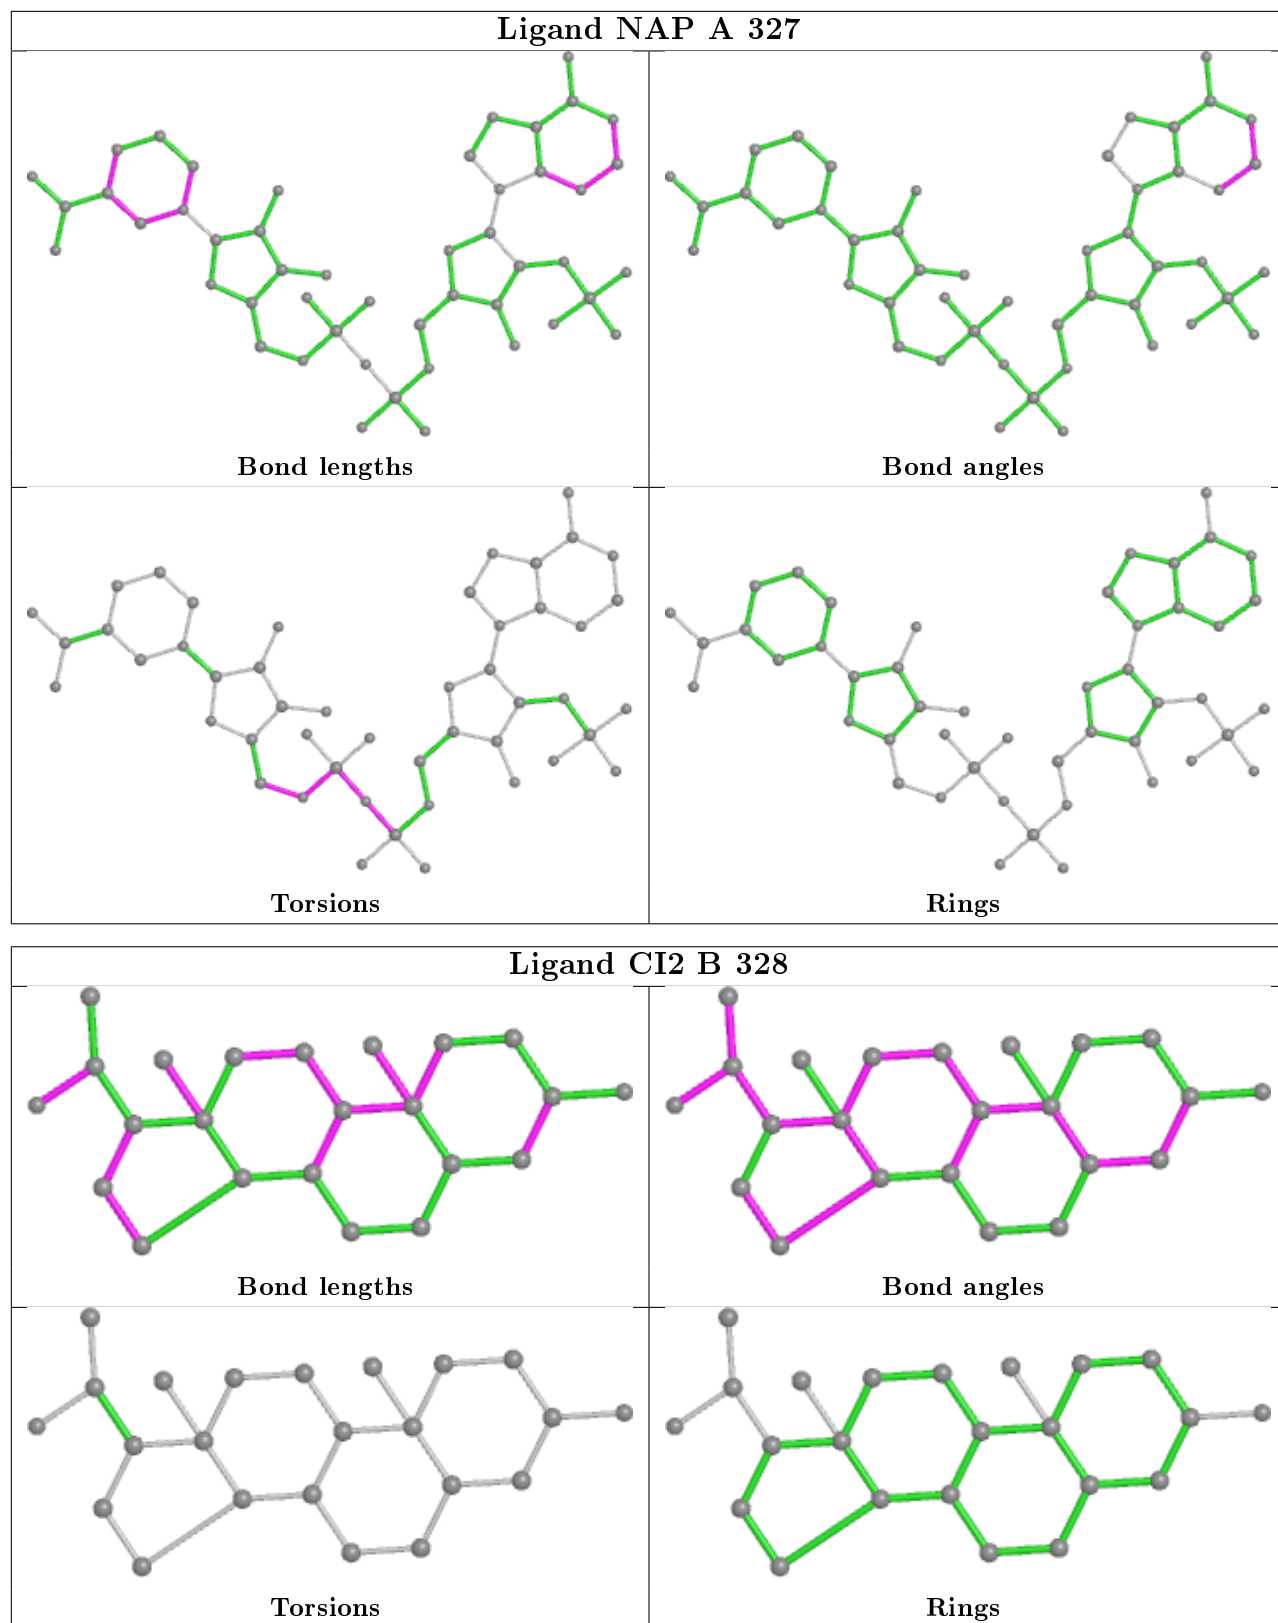 Ligand NAP A 327
Bond lengths
Bond angles
Torsions
Rings
Ligand CI2 B 328
Bond lengths
Bond angles
Torsions
Rings